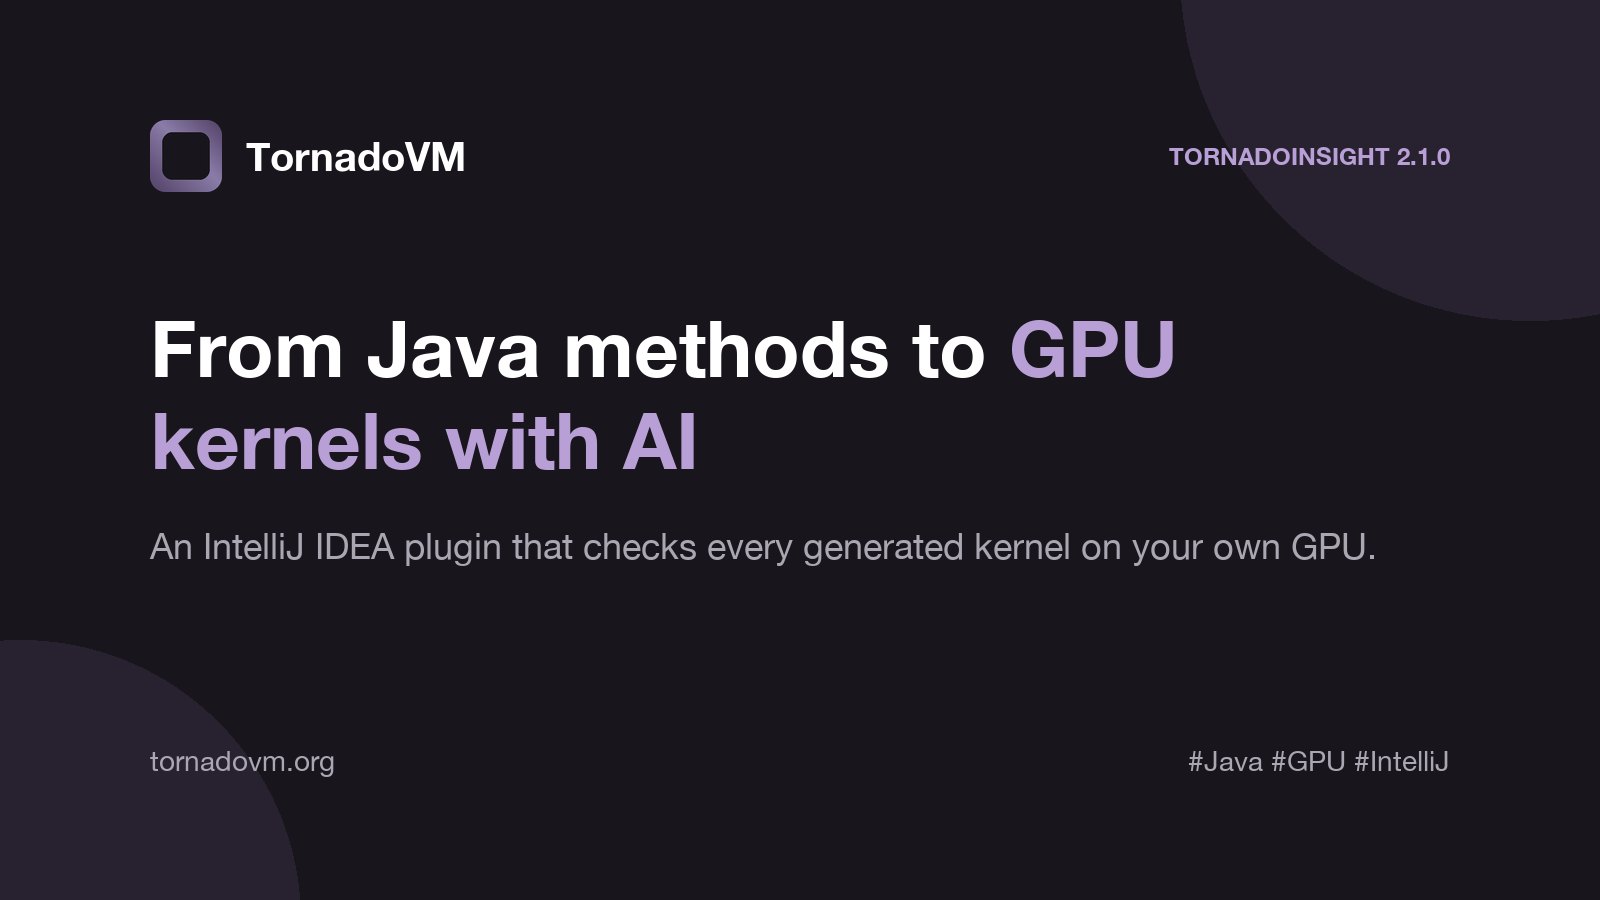 TornadoVM
TORNADOINSIGHT 2.1.0
From Java methods to GPU
kernels with AI
An IntelliJ IDEA plugin that checks every generated kernel on your own GPU.
tornadovm.org
#Java #GPU #IntelliJ